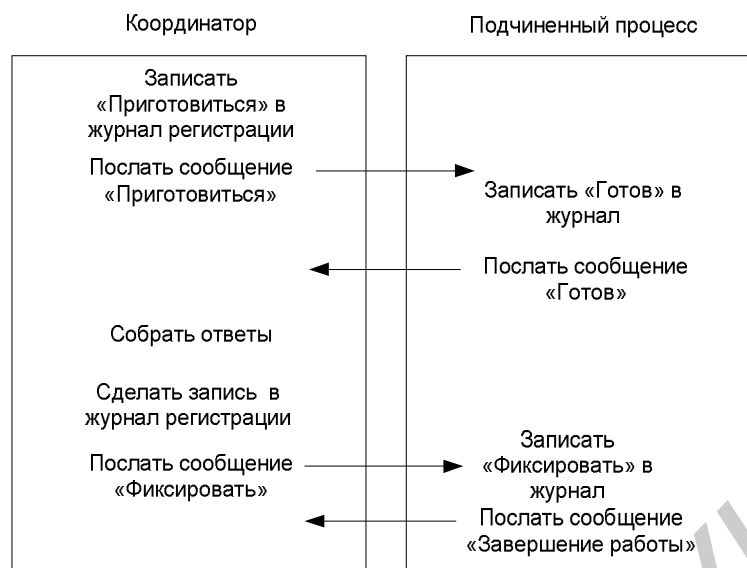 Координатор
Подчиненный процесс
Записать
«Приготовиться» в
журнал регистрации
Послать сообщение
«Приготовиться»
Записать «Готов» в
журнал
Послать сообщение
«Готов»
Собрать ответы
Сделать запись в
журнал регистрации
Послать сообщение
«Фиксировать»
Записать
«Фиксировать» в
журнал
Послать сообщение
«Завершение работы»